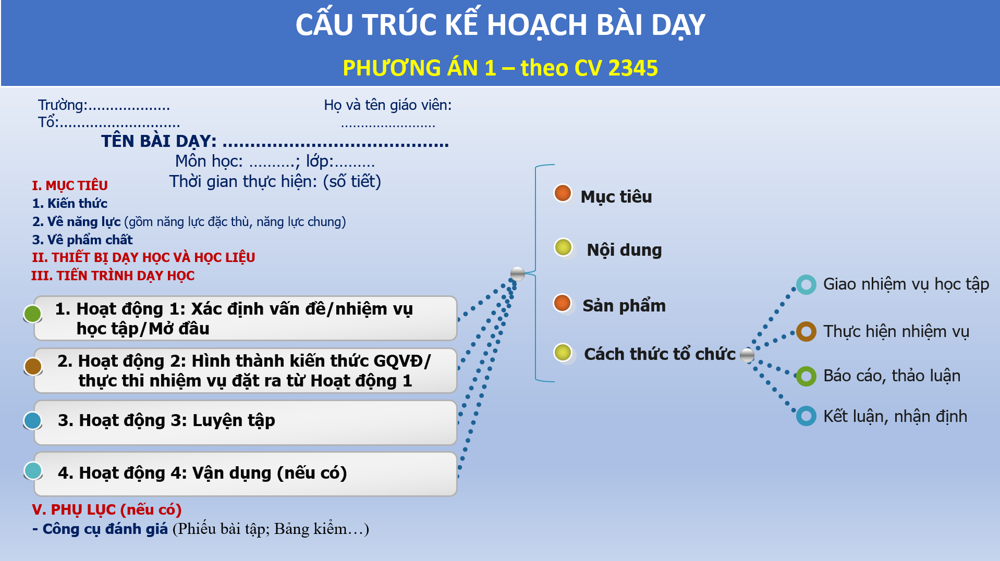 CẤU TRÚC KẾ HOẠCH BÀI DẠY
PHƯƠNG ÁN 1 – theo CV 2345
Trường:...................
Tổ:............................
Họ và tên giáo viên:
........................
TÊN BÀI DẠY: .........................................
Môn học: ..........; lớp:.........
Thời gian thực hiện: (số tiết)
I. MỤC TIÊU
1. Kiến thức
2. Về năng lực (gồm năng lực đặc thù, năng lực chung)
3. Về phẩm chất
II. THIẾT BỊ DẠY HỌC VÀ HỌC LIỆU
III. TIẾN TRÌNH DẠY HỌC
1. Hoạt động 1: Xác định vấn đề/nhiệm vụ
học tập/Mở đầu
2. Hoạt động 2: Hình thành kiến thức GQVĐ/
thực thi nhiệm vụ đặt ra từ Hoạt động 1
3. Hoạt động 3: Luyện tập
4. Hoạt động 4: Vận dụng (nếu có)
V. PHỤ LỤC (nếu có)
- Công cụ đánh giá (Phiếu bài tập; Bảng kiểm…)
Mục tiêu
Nội dung
Sản phẩm
Cách thức tổ chức
Giao nhiệm vụ học tập
Thực hiện nhiệm vụ
Báo cáo, thảo luận
Kết luận, nhận định